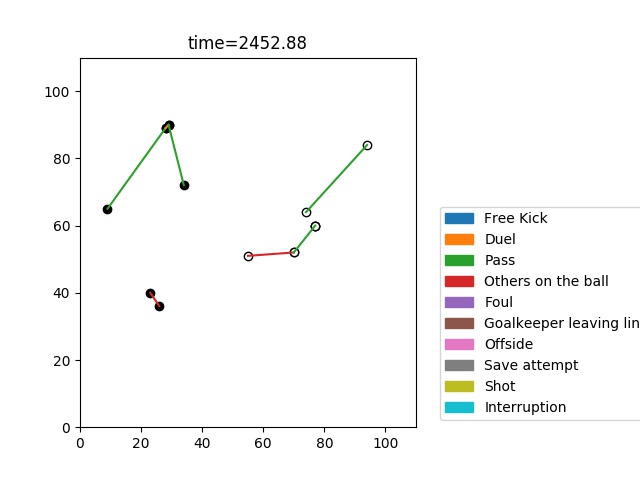 time=2452.88
100
80
60
40
20
0
0 20 40 60 80 100
Free Kick
Duel
Pass
Others on the ball
Foul
Goalkeeper leaving lin
Offside
Save attempt
Shot
Interruption